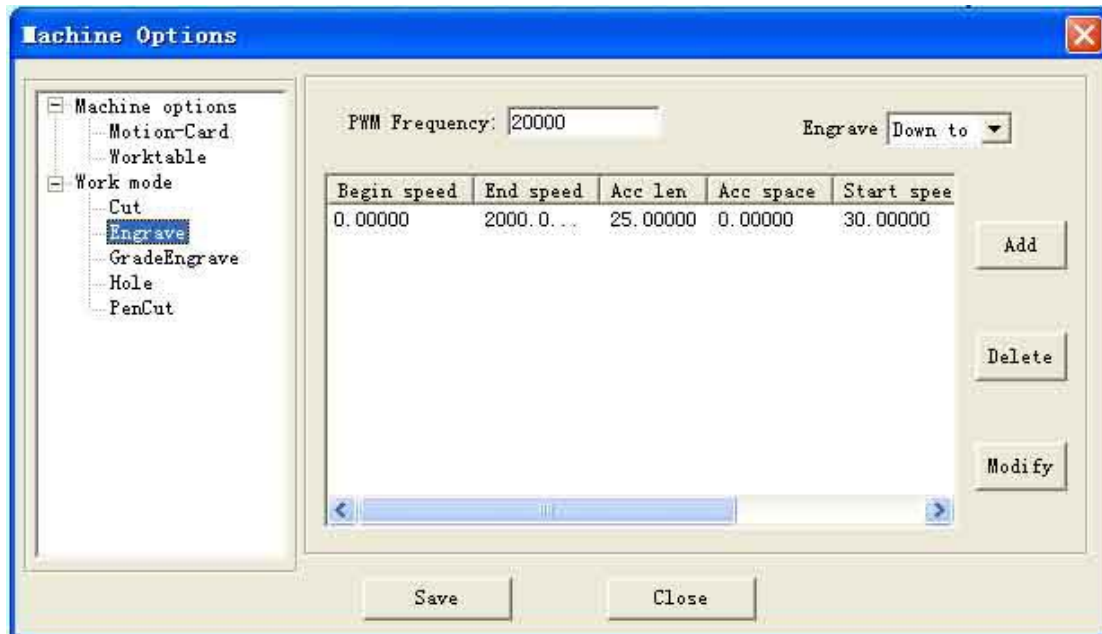 Machine Options
Machine options
Motion-Card
Worktable
Work mode
Cut
Engrave
GradeEngrave
Hole
PenCut
PWM Frequency: 20000
Engrave Down to
Begin speed End speed Acc len Acc space Start spee
0.00000 2000.0... 25.00000 0.00000 30.00000
Add
Delete
Modify
Save Close